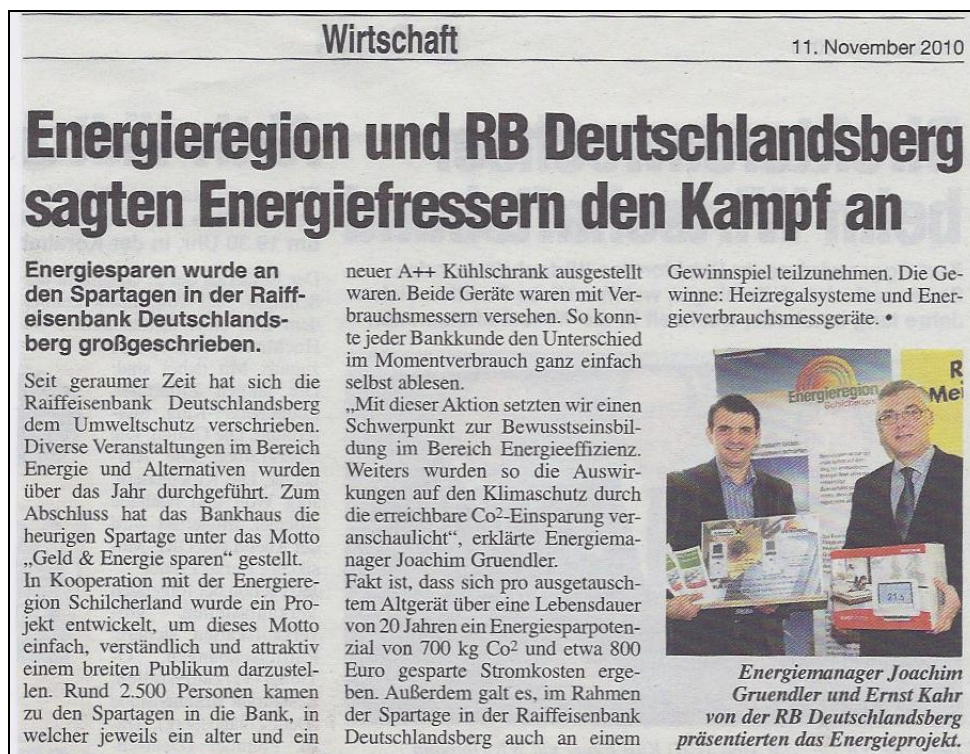 Wirtschaft
11. November 2010
Energieregion und RB Deutschlandsberg
sagten Energiefressern den Kampf an
Energiesparen wurde an
den Spartagen in der Raiff-
eisenbank Deutschlands-
berg großgeschrieben.
Seit geraumer Zeit hat sich die
Raiffeisenbank Deutschlandsberg
dem Umweltschutz verschrieben.
Diverse Veranstaltungen im Bereich
Energie und Alternativen wurden
über das Jahr durchgeführt. Zum
Abschluss hat das Bankhaus die
heurigen Spartage unter das Motto
„Geld & Energie sparen“ gestellt.
In Kooperation mit der Energiere-
gion Schilcherland wurde ein Pro-
jekt entwickelt, um dieses Motto
einfach, verständlich und attraktiv
einem breiten Publikum darzustel-
len. Rund 2.500 Personen kamen
zu den Spartagen in die Bank, in
welcher jeweils ein alter und ein
neuer A++ Kühlschrank ausgestellt
waren. Beide Geräte waren mit Ver-
brauchsmessern versehen. So konn-
te jeder Bankkunde den Unterschied
im Momentverbrauch ganz einfach
selbst ablesen.
„Mit dieser Aktion setzten wir einen
Schwerpunkt zur Bewusstseinsbil-
dung im Bereich Energieeffizienz.
Weiters wurden so die Auswir-
kungen auf den Klimaschutz durch
die erreichbare Co²-Einsparung ver-
anschaulicht“, erklärte Energiema-
nager Joachim Gruendler.
Fakt ist, dass sich pro ausgetausch-
tem Altgerät über eine Lebensdauer
von 20 Jahren ein Energiesparpoten-
zial von 700 kg Co² und etwa 800
Euro gesparte Stromkosten erge-
ben. Außerdem galt es, im Rahmen
der Spartage in der Raiffeisenbank
Deutschlandsberg auch an einem
Gewinnspiel teilzunehmen. Die Ge-
winne: Heizregalsysteme und Ener-
gieverbrauchsmessgeräte. •
Energieregion
R
Mei
21.5
Energiemanager Joachim
Gruendler und Ernst Kahr
von der RB Deutschlandsberg
präsentierten das Energieprojekt.